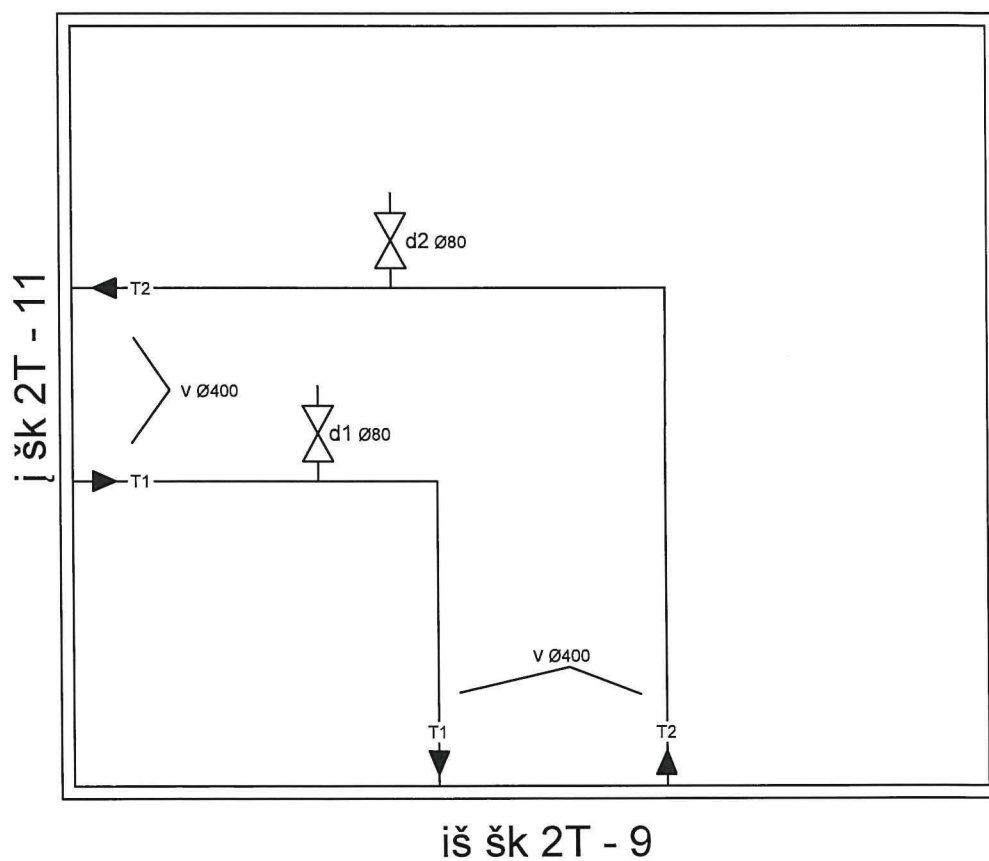 d2 Ø80
T2
į šk 2T - 11
v Ø400
d1 Ø80
T1
v Ø400
T1
T2
iš šk 2T - 9